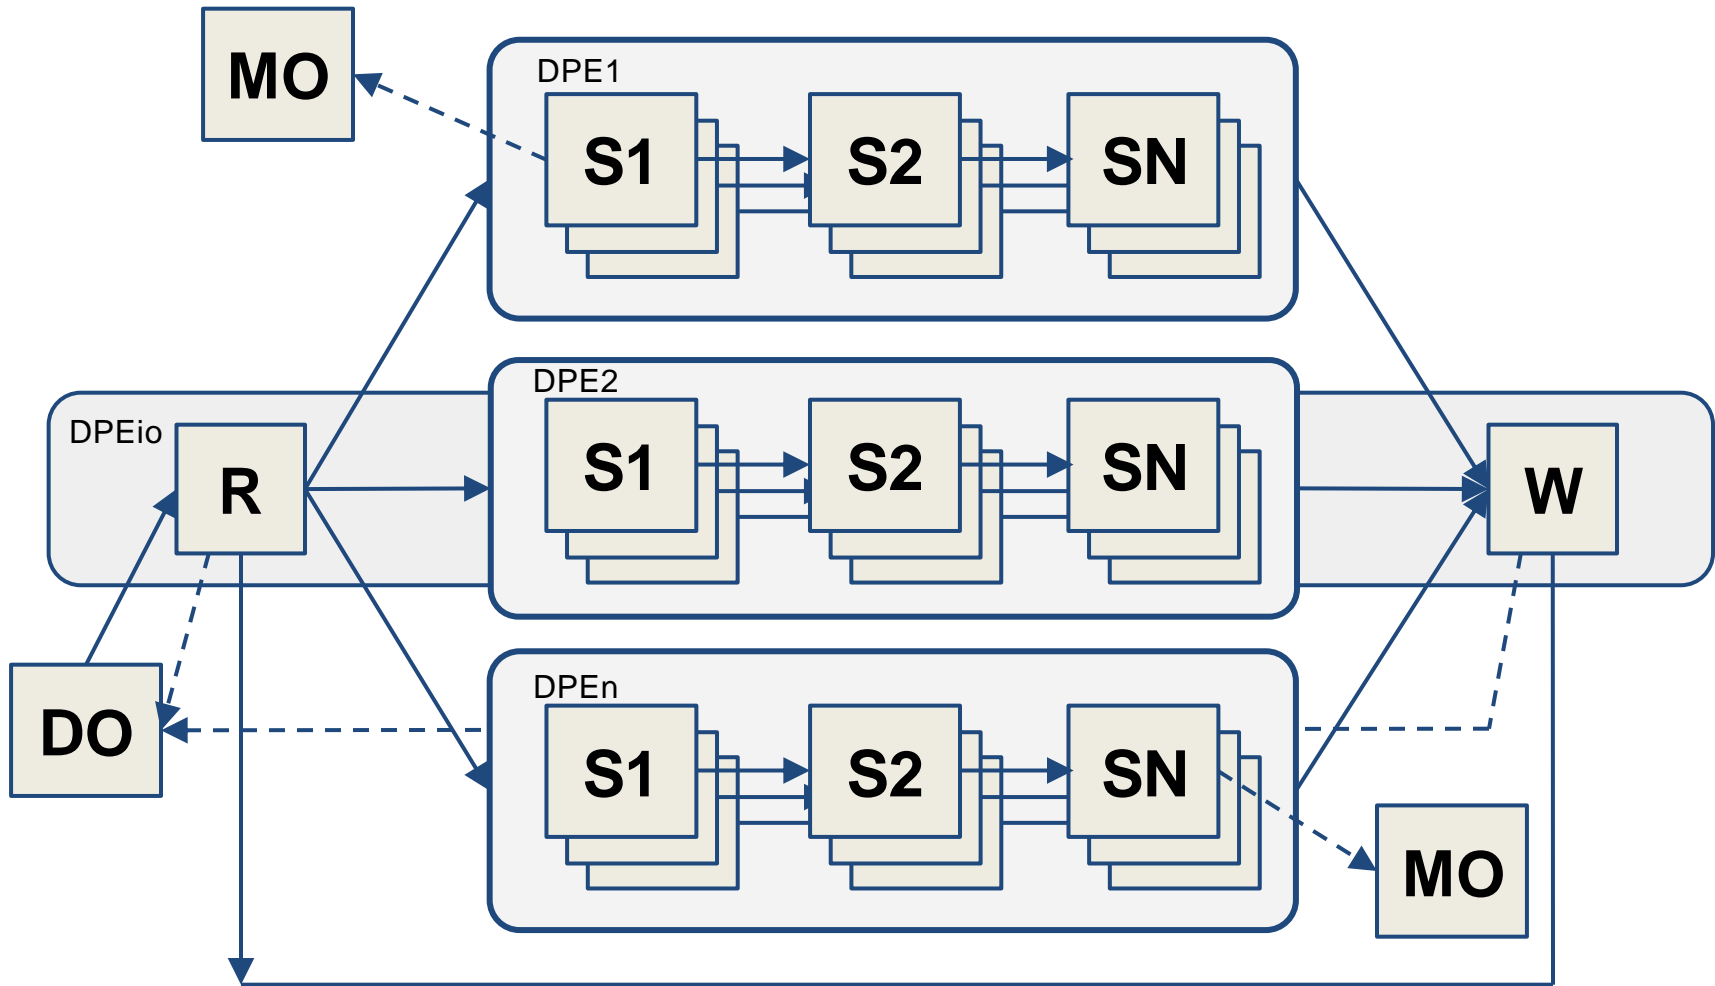 MO
DPE1
S1 S2 SN
DPE2
DPEio
S1 S2 SN
R
W
DPEn
DO
S1 S2 SN
MO